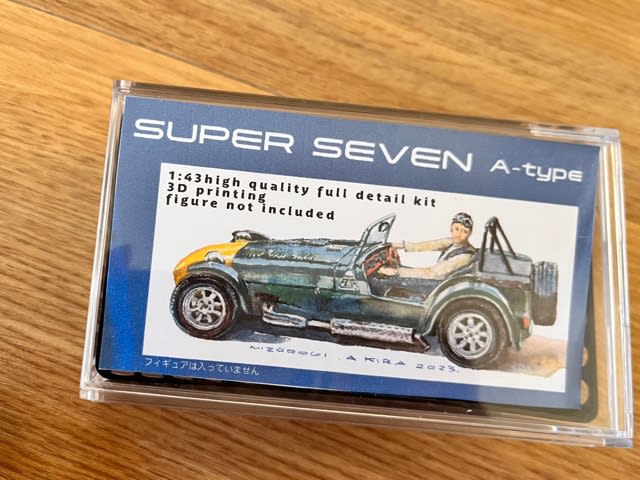 SUPER SEVEN A-type
1:43high quality full detail kit
3D printing
figure not included
MIZOROGI AKIRA 2023.
フィギュアは入っていません